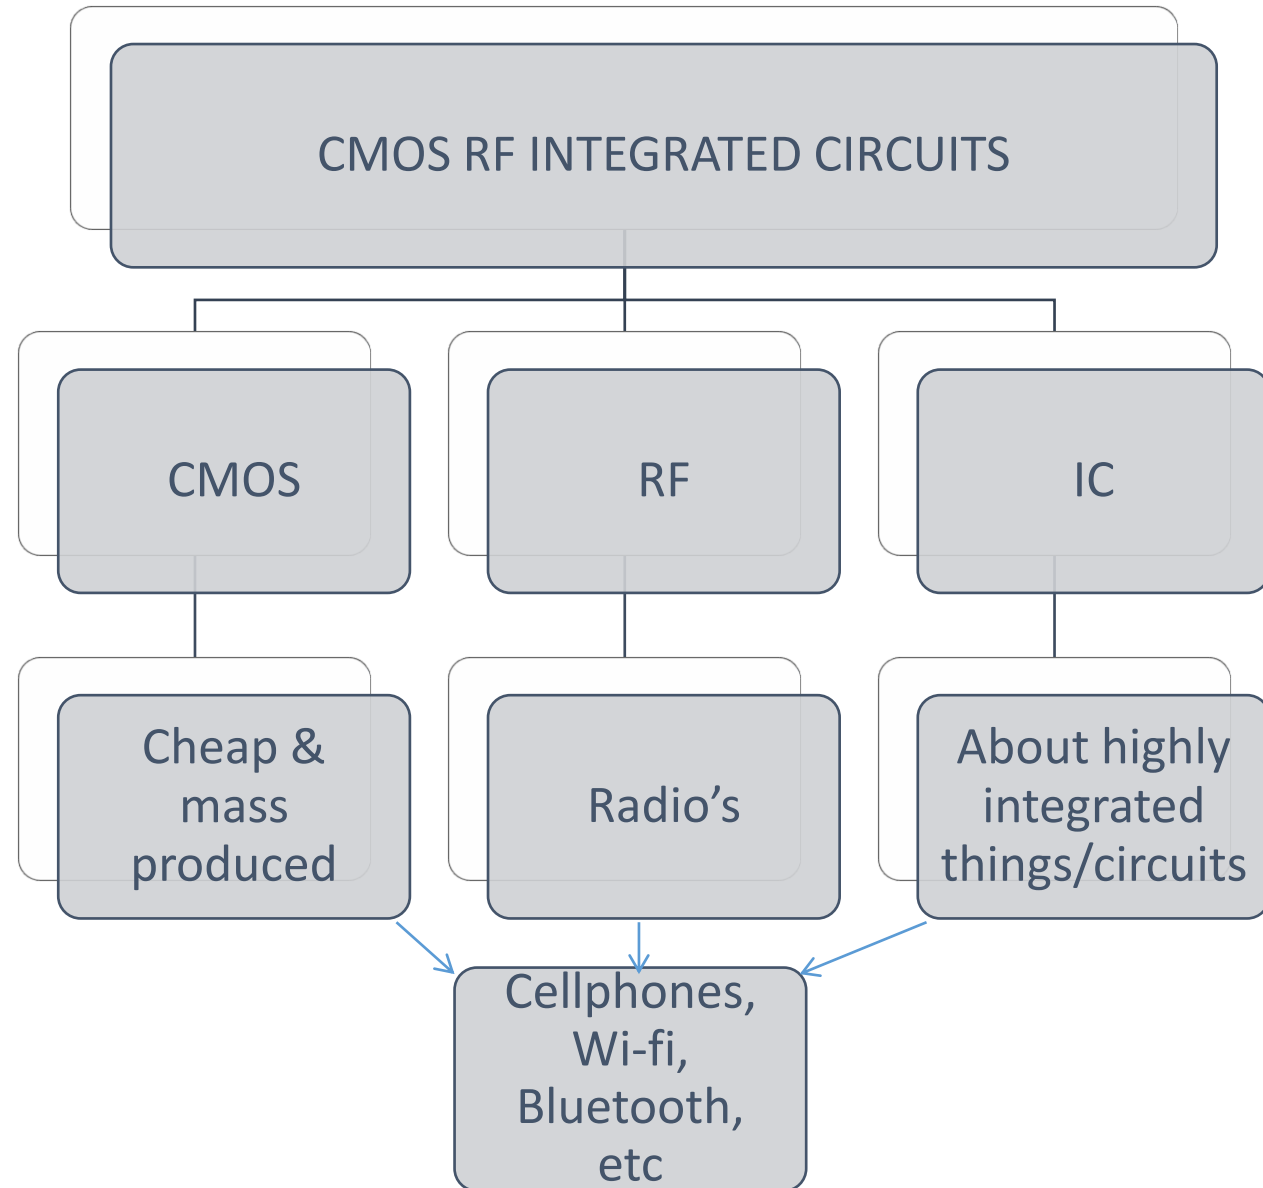 CMOS RF INTEGRATED CIRCUITS
CMOS
RF
IC
Cheap &
mass
produced
Radio’s
About highly
integrated
things/circuits
Cellphones,
Wi-fi,
Bluetooth,
etc